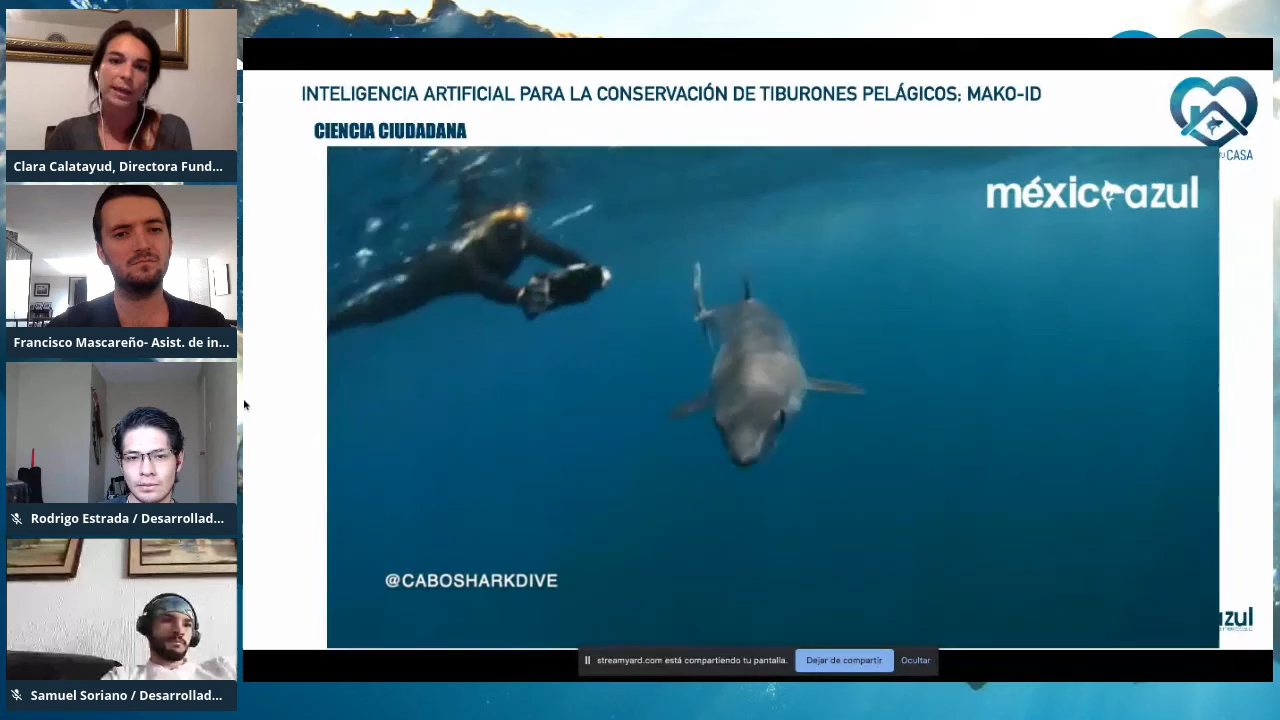 Clara Calatayud, Directora Fund...
Francisco Mascareño- Asist. de in...
Rodrigo Estrada / Desarrollad...
Samuel Soriano / Desarrollad...
INTELIGENCIA ARTIFICIAL PARA LA CONSERVACIÓN DE TIBURONES PELÁGICOS: MAKO-ID
CIENCIA CIUDADANA
TU CASA
méxicoazul
@CABOSHARKDIVE
azul
streamyard.com está compartiendo tu pantalla.
Dejar de compartir
Ocultar